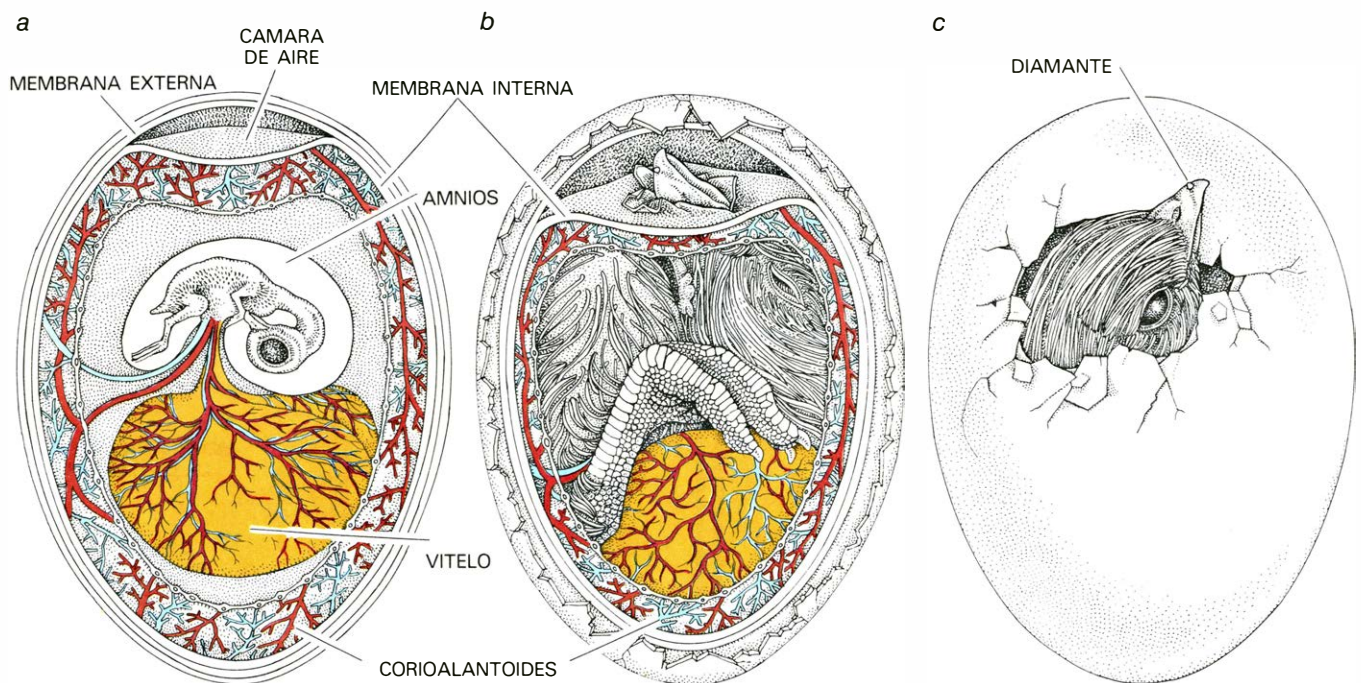 a
b
c
CAMARA
DE AIRE
DIAMANTE
MEMBRANA EXTERNA
MEMBRANA INTERNA
AMNIOS
VITELO
CORIOALANTOIDES